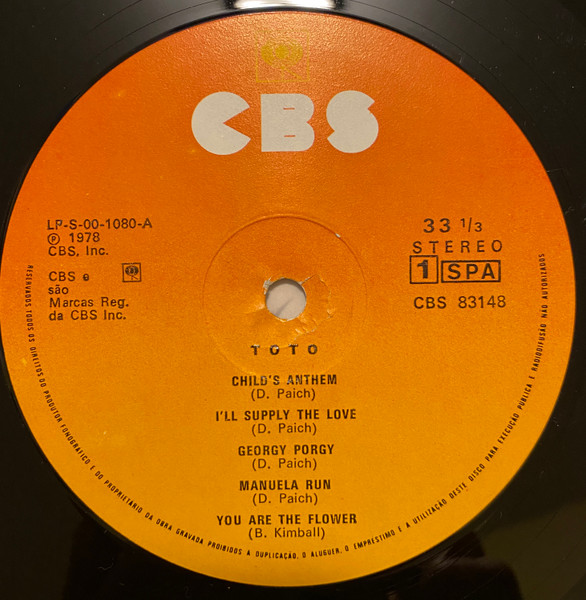 CBS
LP-S-00-1080-A
℗ 1978
CBS, Inc.
CBS e
são
Marcas Reg.
da CBS Inc.
33 1/3
STEREO
1 SPA
CBS 83148
TOTO
CHILD'S ANTHEM
(D. Paich)
I'LL SUPPLY THE LOVE
(D. Paich)
GEORGY PORGY
(D. Paich)
MANUELA RUN
(D. Paich)
YOU ARE THE FLOWER
(B. Kimball)
RESERVADOS TODOS OS DIREITOS DO PRODUTOR FONOGRÁFICO E DO PROPRIETARIO DA OBRA GRAVADA PROIBIDOS A DUPLICAÇÃO, O ALUGUER, O EMPRÉSTIMO E A UTILIZAÇÃO DESTE DISCO PARA EXECUÇÃO PÚBLICA E RADIODIFUSÃO NÃO AUTORIZADOS